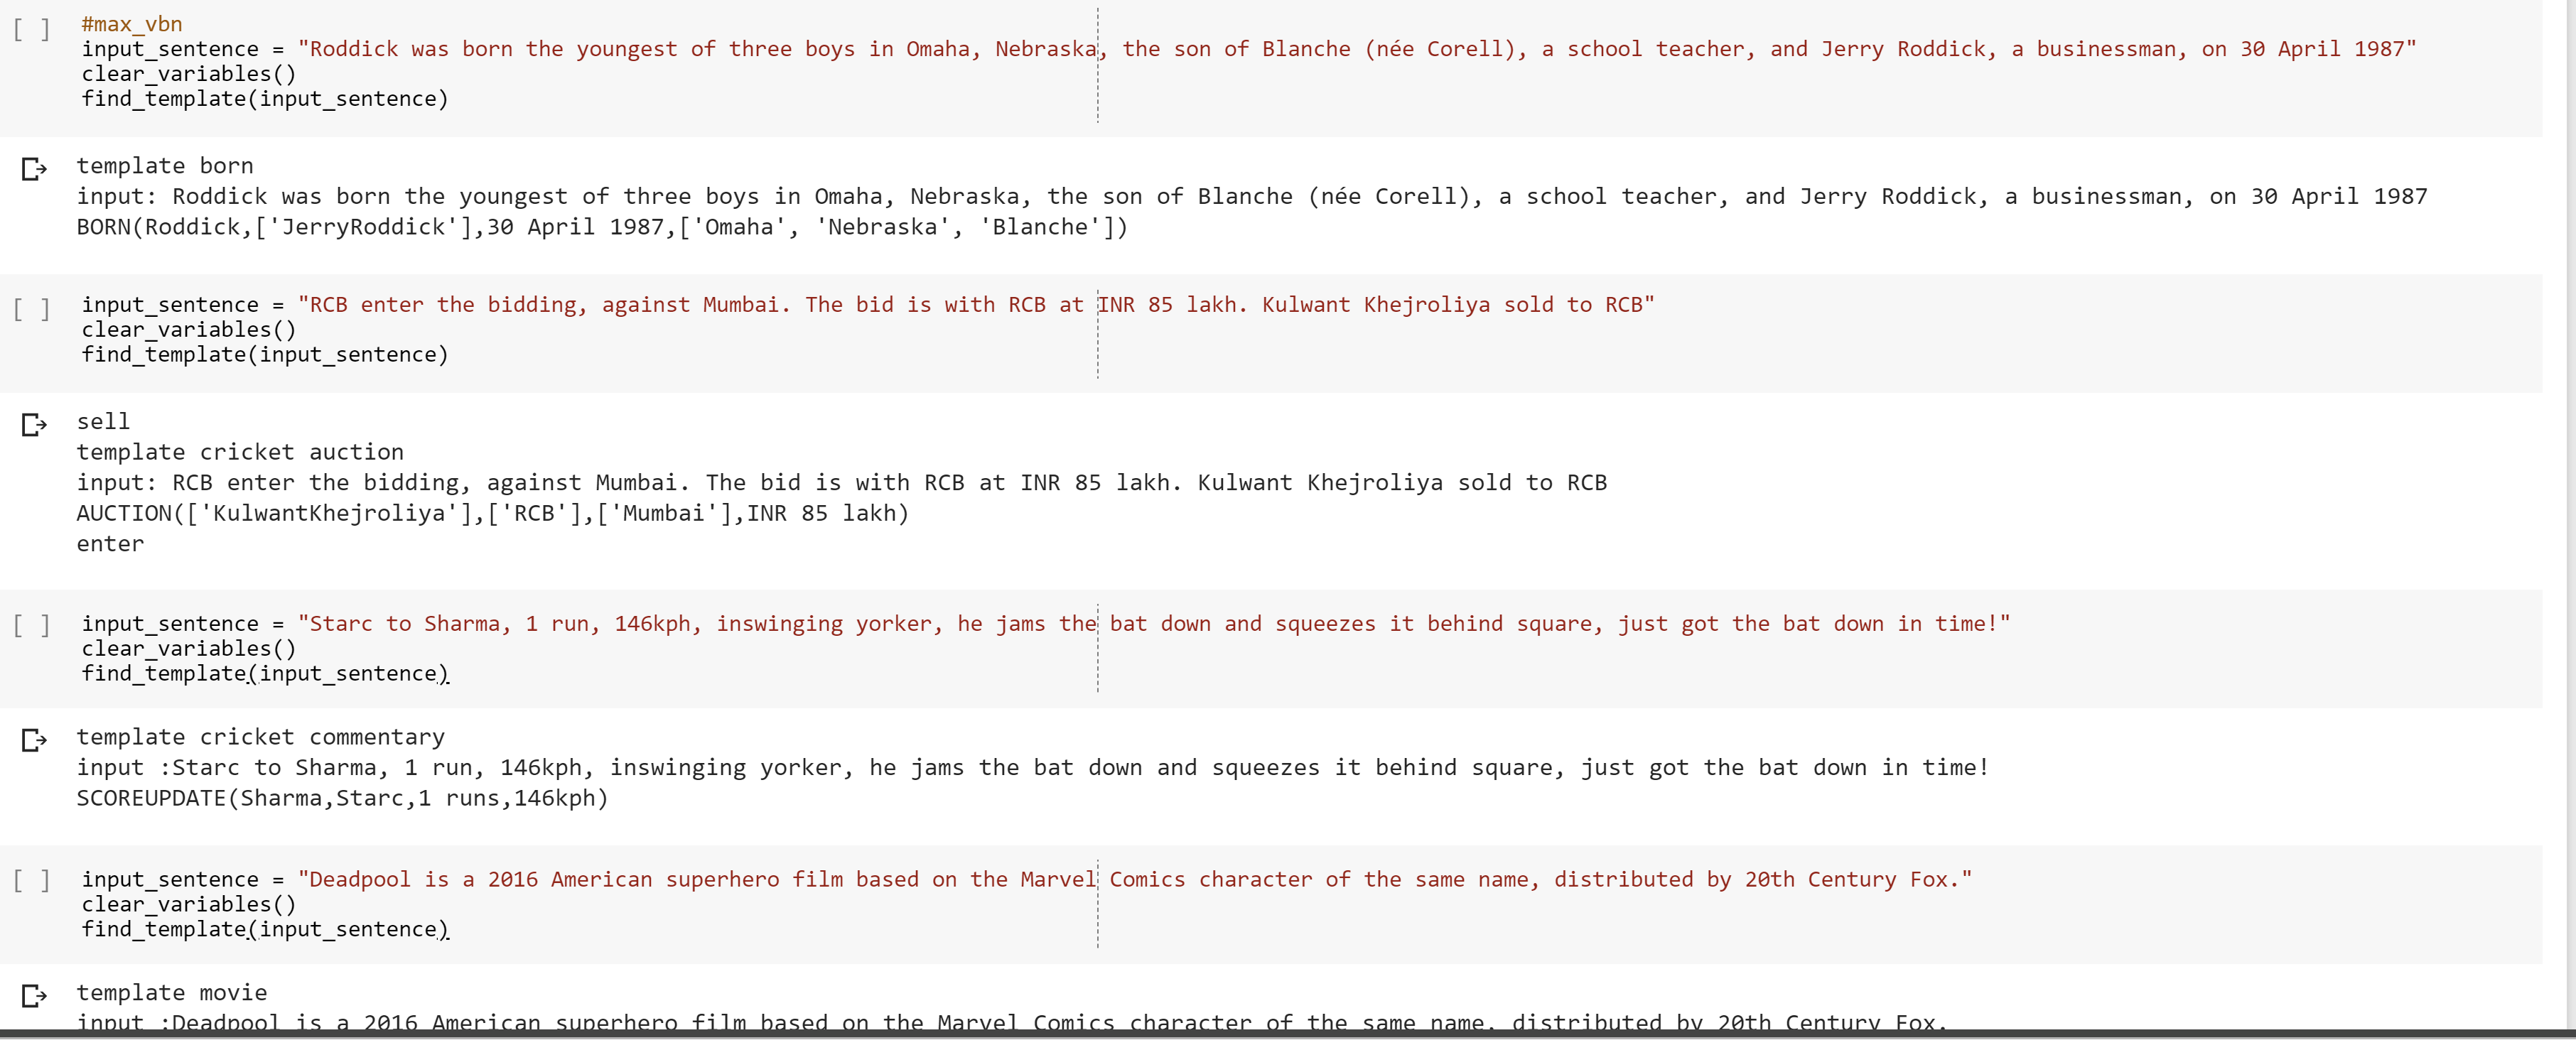 [ ] #max_vbn
input_sentence = "Roddick was born the youngest of three boys in Omaha, Nebraska, the son of Blanche (née Corell), a school teacher, and Jerry Roddick, a businessman, on 30 April 1987"
clear_variables()
find_template(input_sentence)
template born
input: Roddick was born the youngest of three boys in Omaha, Nebraska, the son of Blanche (née Corell), a school teacher, and Jerry Roddick, a businessman, on 30 April 1987
BORN(Roddick,['JerryRoddick'],30 April 1987,['Omaha', 'Nebraska', 'Blanche'])
[ ] input_sentence = "RCB enter the bidding, against Mumbai. The bid is with RCB at INR 85 lakh. Kulwant Khejroliya sold to RCB"
clear_variables()
find_template(input_sentence)
sell
template cricket auction
input: RCB enter the bidding, against Mumbai. The bid is with RCB at INR 85 lakh. Kulwant Khejroliya sold to RCB
AUCTION(['KulwantKhejroliya'],['RCB'],['Mumbai'],INR 85 lakh)
enter
[ ] input_sentence = "Starc to Sharma, 1 run, 146kph, inswinging yorker, he jams the bat down and squeezes it behind square, just got the bat down in time!"
clear_variables()
find_template(input_sentence)
template cricket commentary
input :Starc to Sharma, 1 run, 146kph, inswinging yorker, he jams the bat down and squeezes it behind square, just got the bat down in time!
SCOREUPDATE(Sharma,Starc,1 runs,146kph)
[ ] input_sentence = "Deadpool is a 2016 American superhero film based on the Marvel Comics character of the same name, distributed by 20th Century Fox."
clear_variables()
find_template(input_sentence)
template movie
input :Deadpool is a 2016 American superhero film based on the Marvel Comics character of the same name, distributed by 20th Century Fox.